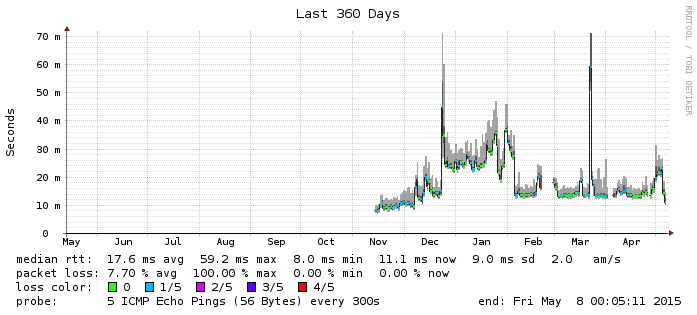 Last 360 Days
RRDTOOL / TOBI OETIKER
Seconds
70 m
60 m
50 m
40 m
30 m
20 m
10 m
0
May Jun Jul Aug Sep Oct Nov Dec Jan Feb Mar Apr
median rtt: 17.6 ms avg 59.2 ms max 8.0 ms min 11.1 ms now 9.0 ms sd 2.0 am/s
packet loss: 7.70 % avg 100.00 % max 0.00 % min 0.00 % now
loss color: 0 1/5 2/5 3/5 4/5
probe: 5 ICMP Echo Pings (56 Bytes) every 300s end: Fri May 8 00:05:11 2015